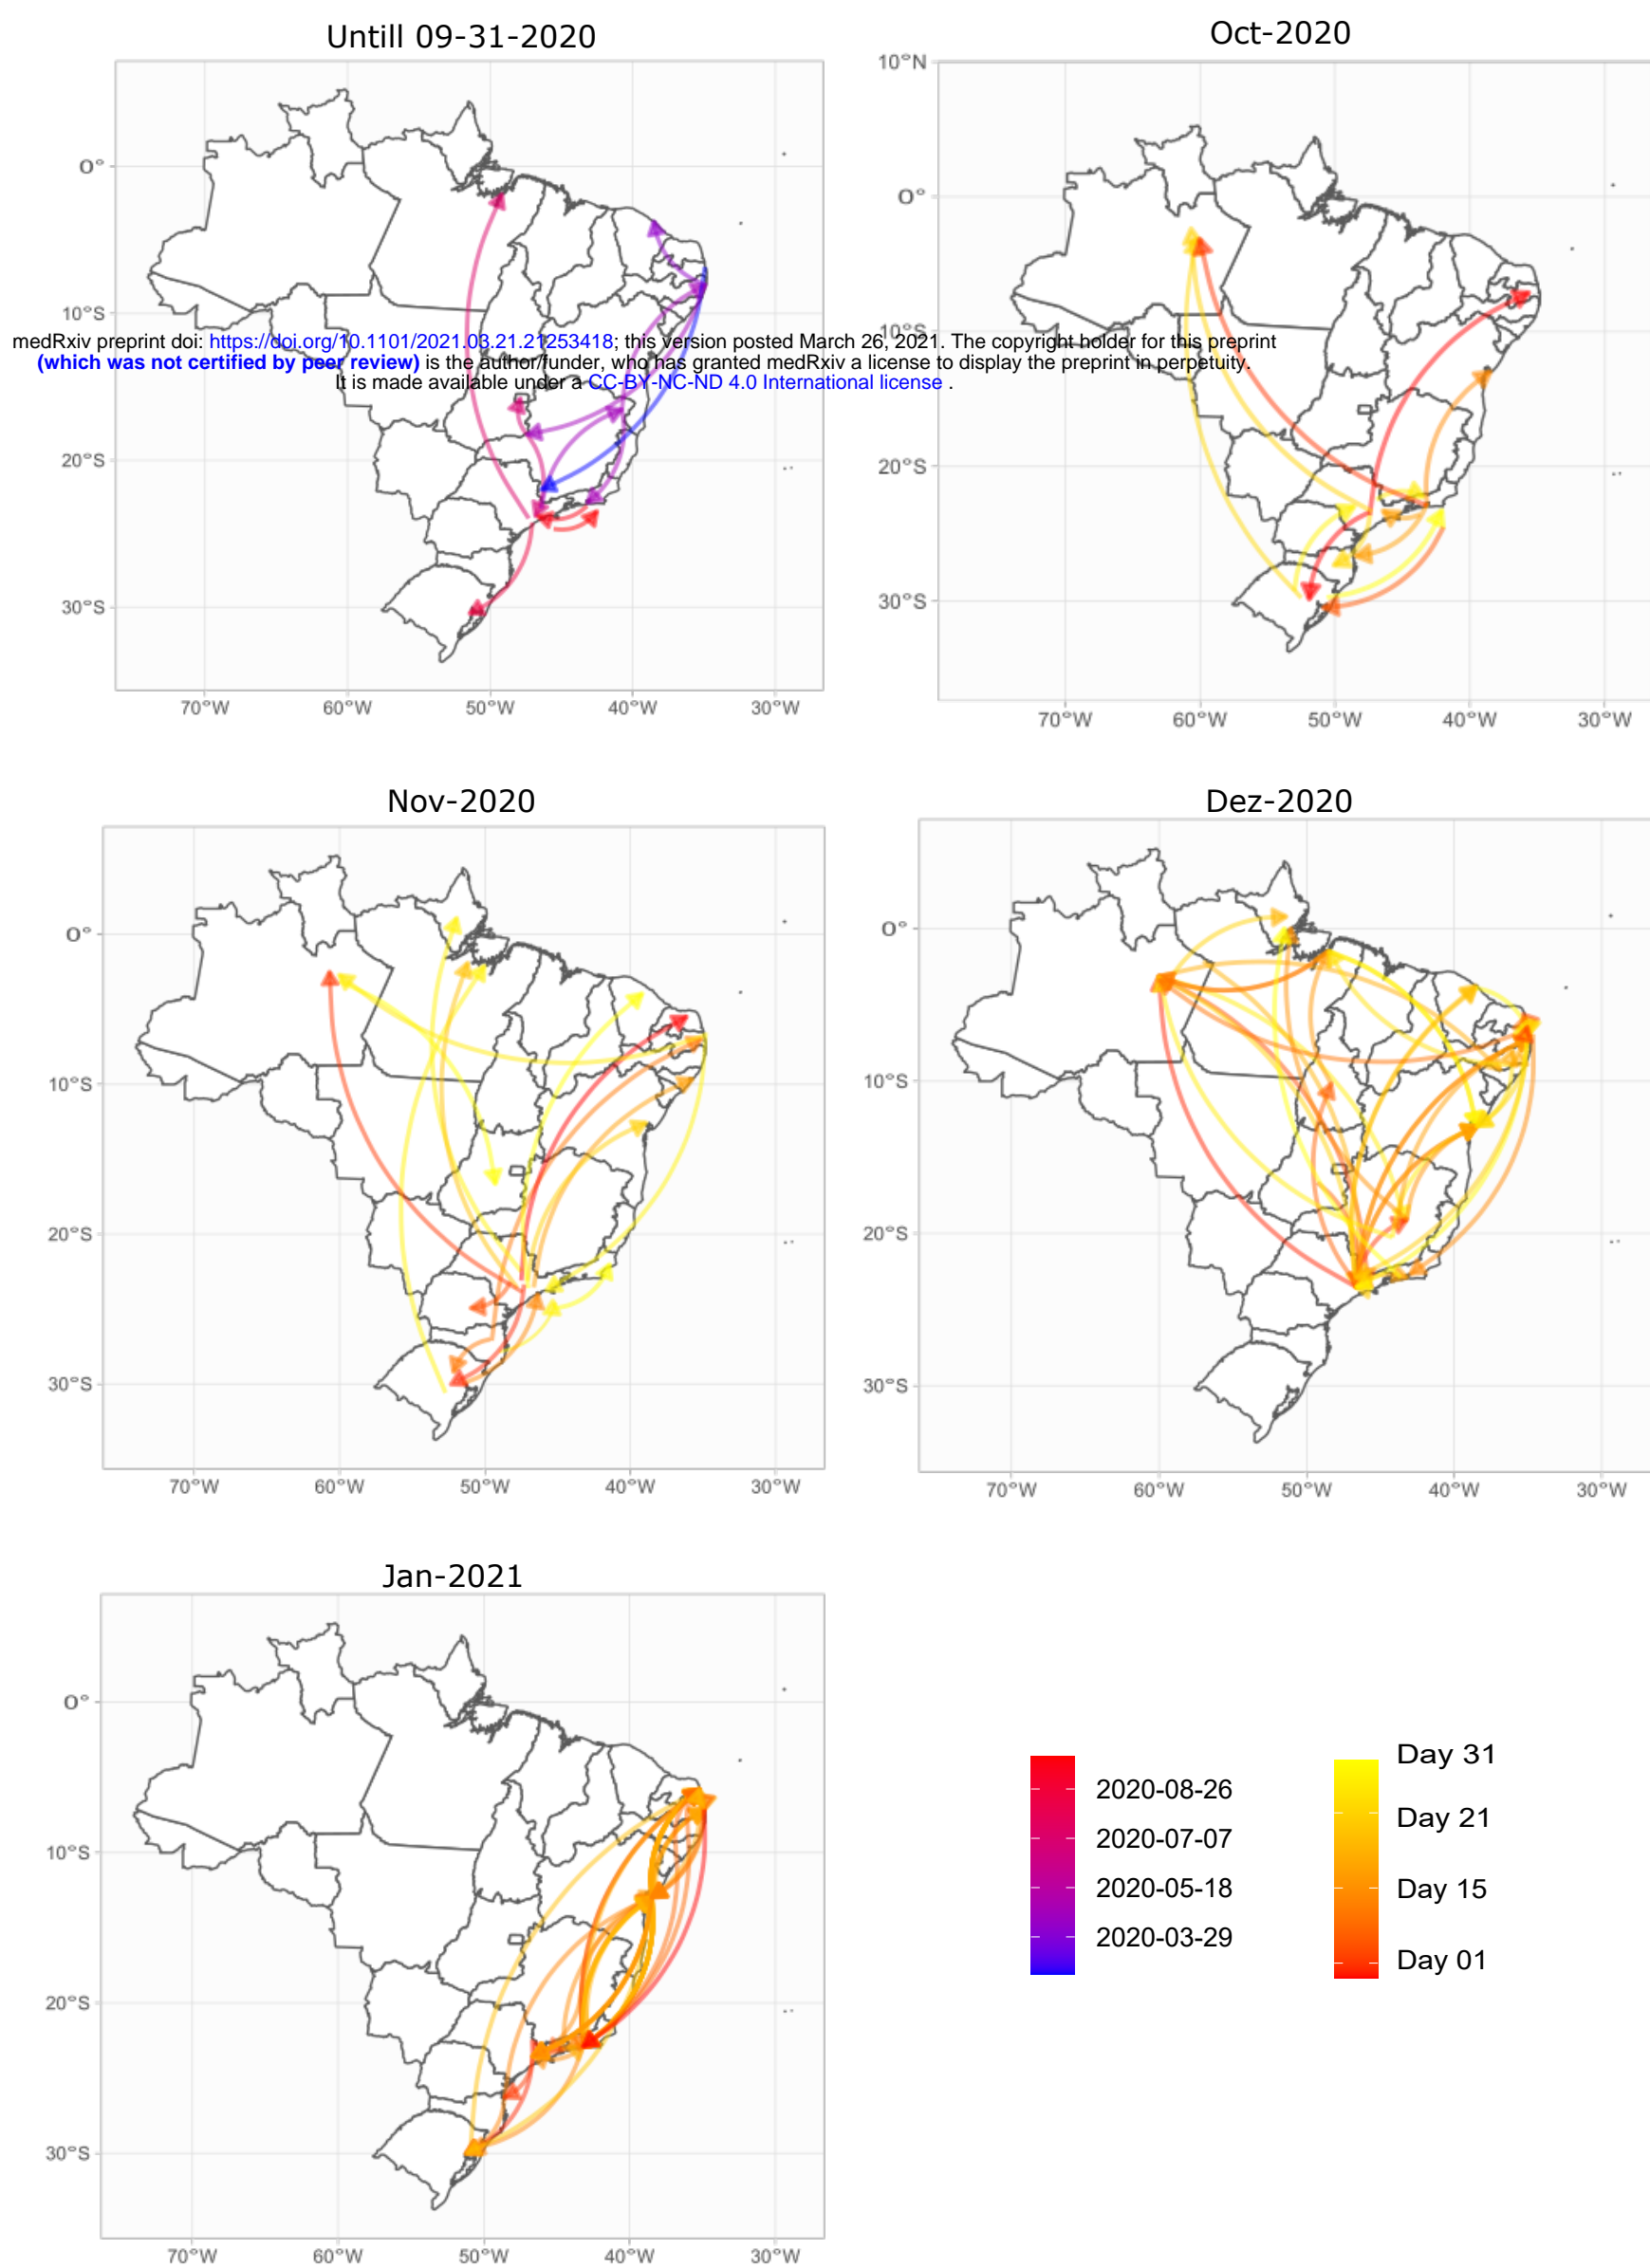 Untill 09-31-2020
Oct-2020
0°
10°S
20°S
30°S
70°W 60°W 50°W 40°W 30°W
10°N
0°
10°S
20°S
30°S
70°W 60°W 50°W 40°W 30°W
medRxiv preprint doi: https://doi.org/10.1101/2021.03.21.21253418; this version posted March 26, 2021. The copyright holder for this preprint
(which was not certified by peer review) is the author/funder, who has granted medRxiv a license to display the preprint in perpetuity.
It is made available under a CC-BY-NC-ND 4.0 International license .
Nov-2020
Dez-2020
0°
10°S
20°S
30°S
70°W 60°W 50°W 40°W 30°W
0°
10°S
20°S
30°S
70°W 60°W 50°W 40°W 30°W
Jan-2021
0°
10°S
20°S
30°S
70°W 60°W 50°W 40°W 30°W
2020-08-26
2020-07-07
2020-05-18
2020-03-29
Day 31
Day 21
Day 15
Day 01